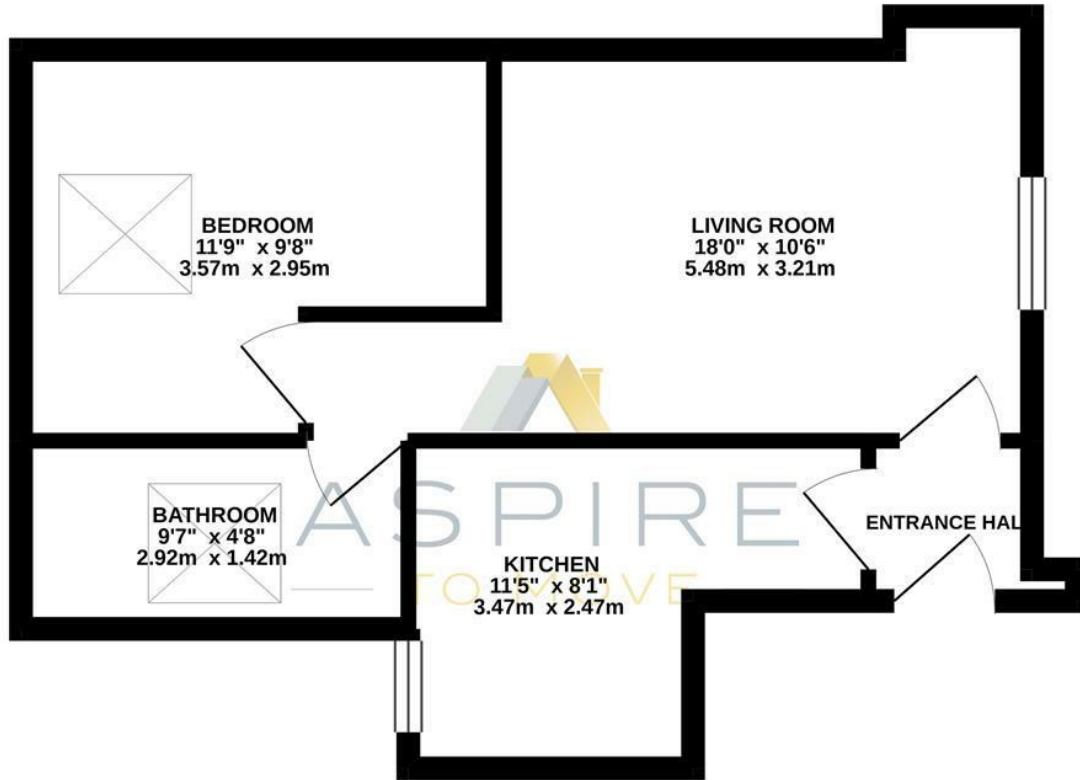 BEDROOM
11'9" x 9'8"
3.57m x 2.95m
LIVING ROOM
18'0" x 10'6"
5.48m x 3.21m
BATHROOM
9'7" x 4'8"
2.92m x 1.42m
ASPIRE
TO MOVE
KITCHEN
11'5" x 8'1"
3.47m x 2.47m
ENTRANCE HAL